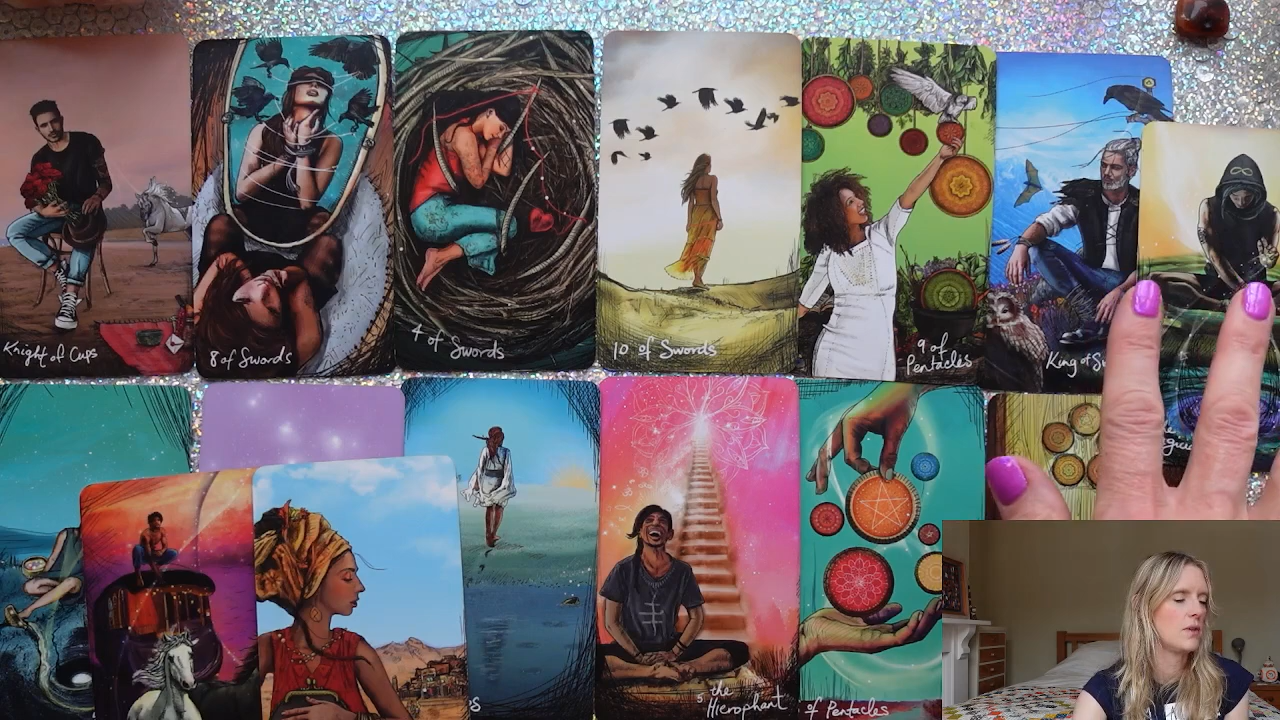 Knight of Cups
8 of Swords
4 of Swords
10 of Swords
9 of
Pentacles
King of
5 the
Hierophant
of Pentacles